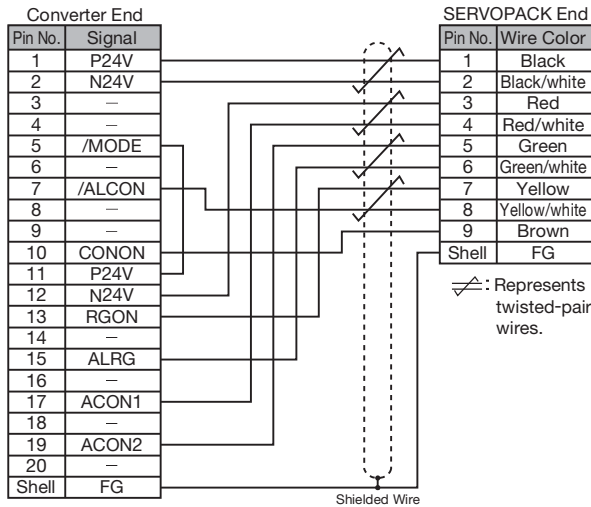 Converter End
Pin No. Signal
1 P24V
2 N24V
3 –
4 –
5 /MODE
6 –
7 /ALCON
8 –
9 –
10 CONON
11 P24V
12 N24V
13 RGON
14 –
15 ALRG
16 –
17 ACON1
18 –
19 ACON2
20 –
Shell FG
Shielded Wire
SERVOPACK End
Pin No. Wire Color
1 Black
2 Black/white
3 Red
4 Red/white
5 Green
6 Green/white
7 Yellow
8 Yellow/white
9 Brown
Shell FG
: Represents
twisted-pair
wires.